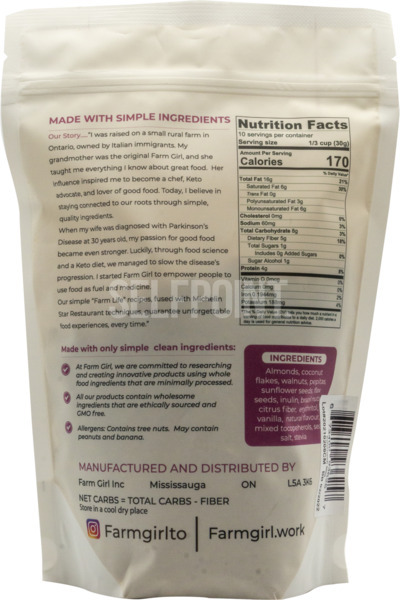 MADE WITH SIMPLE INGREDIENTS
Our Story...."I was raised on a small rural farm in
Ontario, owned by Italian immigrants. My
grandmother was the original Farm Girl, and she
taught me everything I know about great food. Her
influence inspired me to become a chef, Keto
advocate, and lover of good food. Today, I believe in
staying connected to our roots through simple,
quality ingredients.
When my wife was diagnosed with Parkinson's
Disease at 30 years old, my passion for good food
became even stronger. Luckily, through food science
and a Keto diet, we managed to slow the disease's
progression. I started Farm Girl to empower people to
use food as fuel and medicine.
Our simple "Farm Life" recipes, fused with Michelin
Star Restaurant techniques, guarantee unforgettable
food experiences, every time."
Nutrition Facts
10 servings per container
Serving size 1/3 cup (30g)
Amount Per Serving
Calories 170
% Daily Value*
Total Fat 16g 21%
Saturated Fat 6g
Trans Fat 0g
Polyunsaturated Fat 3g
Monounsaturated Fat 6g
Cholesterol 0mg 0%
Sodium 60mg 3%
Total Carbohydrate 8g 3%
Dietary Fiber 5g 18%
Total Sugars 1g
Includes 0g Added Sugars 0%
Sugar Alcohol 1g
Protein 4g
Vitamin D 0mcg
SALEPOINT
Made with only simple clean ingredients:
At Farm Girl, we are committed to researching
and creating innovative products using whole
food ingredients that are minimally processed.
All our products contain wholesome
ingredients that are ethically sourced and
GMO free.
Allergens: Contains tree nuts. May contain
peanuts and banana.
INGREDIENTS
Almonds, coconut
flakes, walnuts, pepitas,
sunflower seeds,
seeds, inulin,
citrus fiber, erythritol,
vanilla, natural flavour,
mixed tocopherols, sea
salt, stevia
MANUFACTURED AND DISTRIBUTED BY
Farm Girl Inc Mississauga ON L5A 3K6
NET CARBS = TOTAL CARBS - FIBER
Store in a cool dry place
Farmgirlto | Farmgirl.work